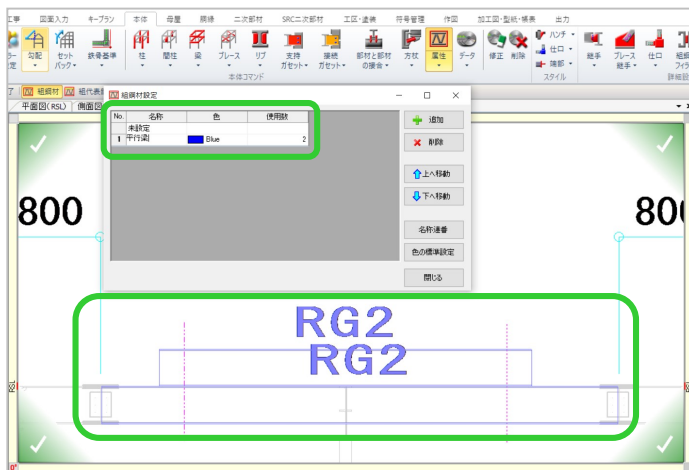 工事 図面入力 キープラン 本体 母屋 胴縁 二次部材 SRC二次部材 工区・塗装 符号管理 作図 加工図・型紙・帳表 出力
勾配 セットバック 鉄骨基準 柱 間柱 梁 ブレース リブ 支持ガセット 接続ガセット 部材と部材の接合 方杖 属性 データ 修正 削除 ハンチ 仕口 端部 継手 ブレース継手 仕口
本体コマンド スタイル
組鋼材
平面図(RSL) 側面図
組鋼材設定
No. 名称 色 使用数
未設定
1 平行梁 Blue 2
追加
削除
上へ移動
下へ移動
名称連番
色の標準設定
閉じる
800 800
RG2
RG2
RSL
0°